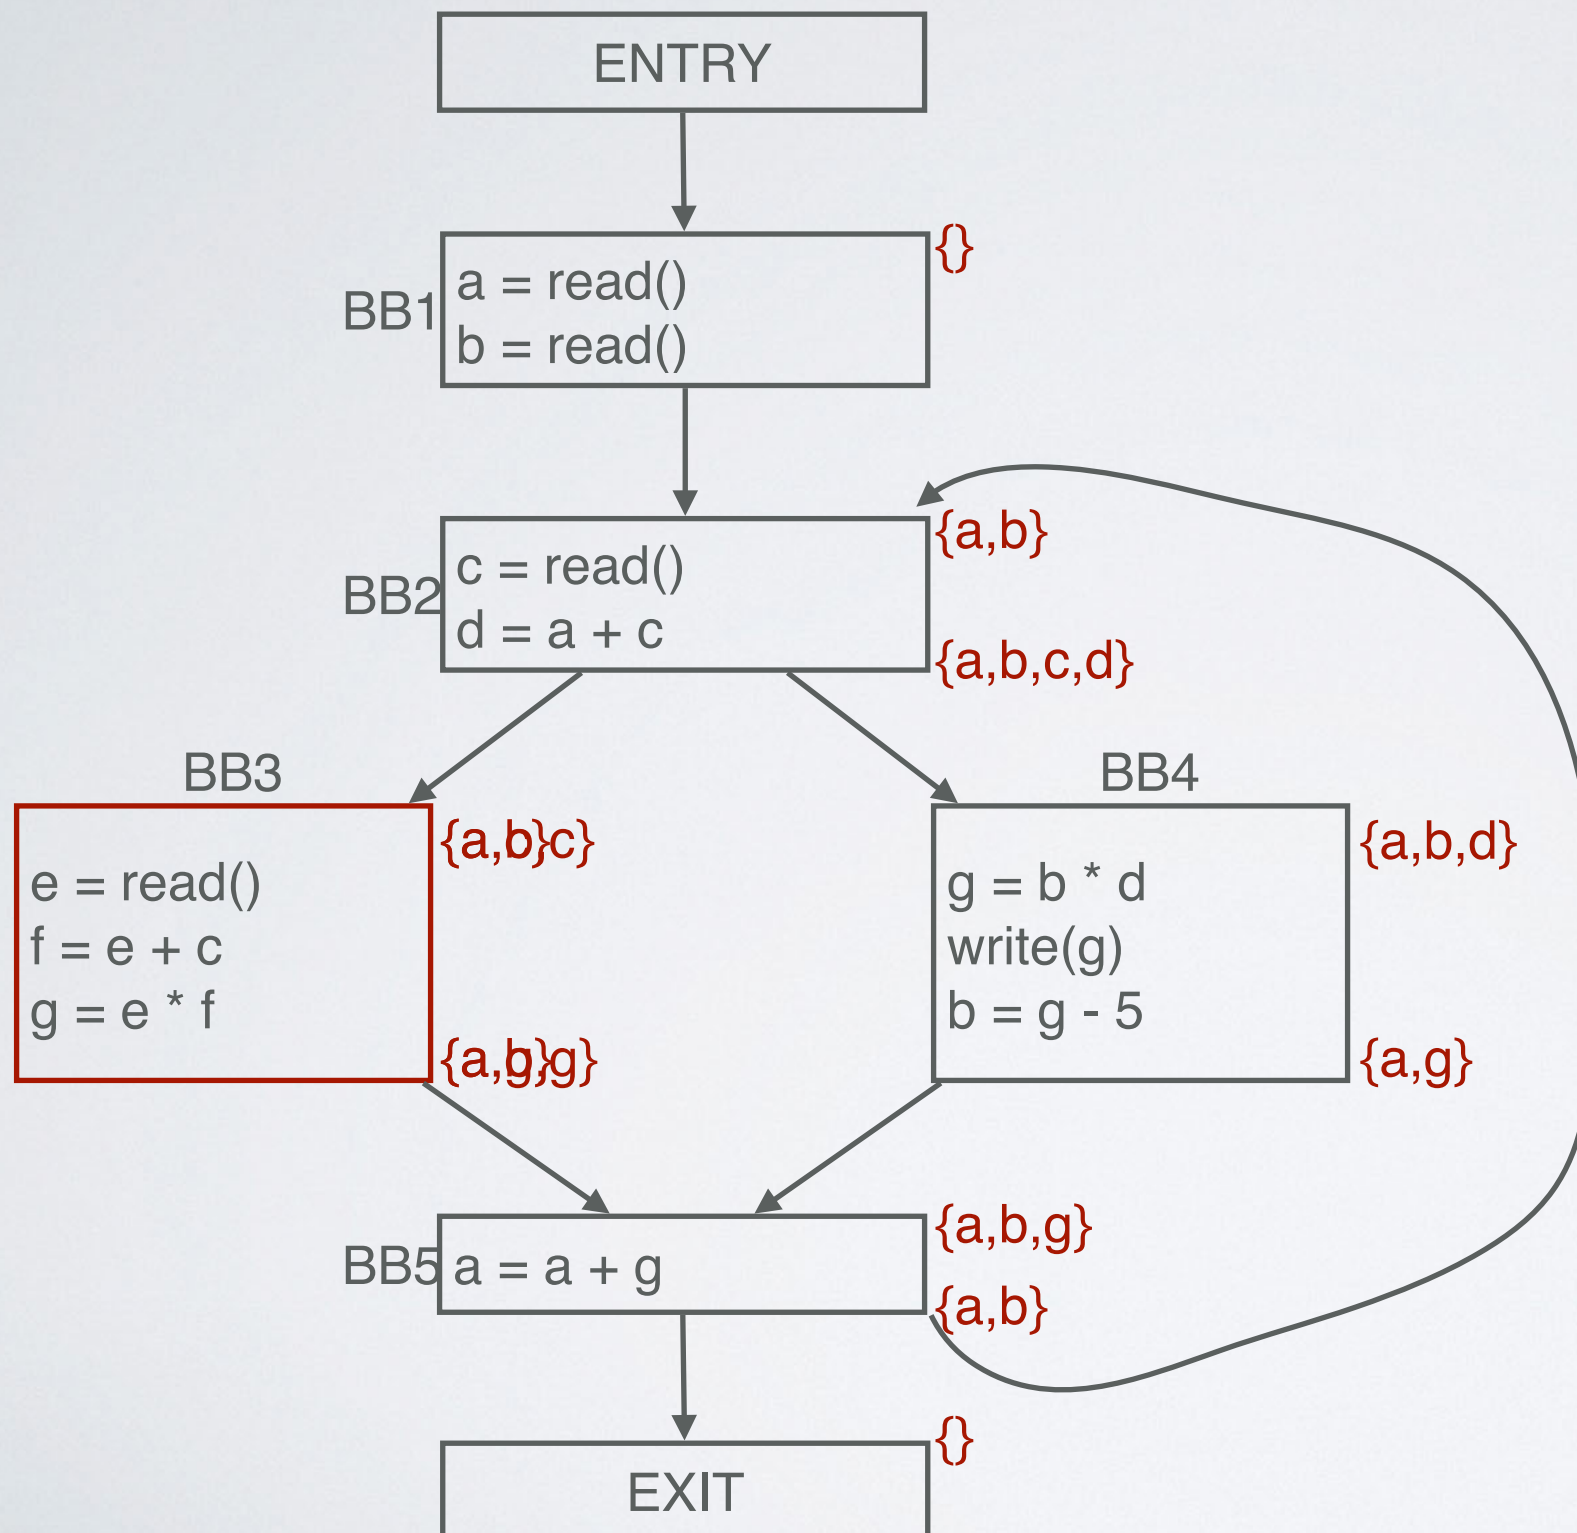 ENTRY
{}
BB1
a = read()
b = read()
{a,b}
BB2
c = read()
d = a + c
{a,b,c,d}
BB3
e = read()
f = e + c
g = e * f
BB4
{a,b,d}
g = b * d
write(g)
b = g - 5
{a,g}
{a,b,g}
BB5
a = a + g
{a,b}
{}
EXIT